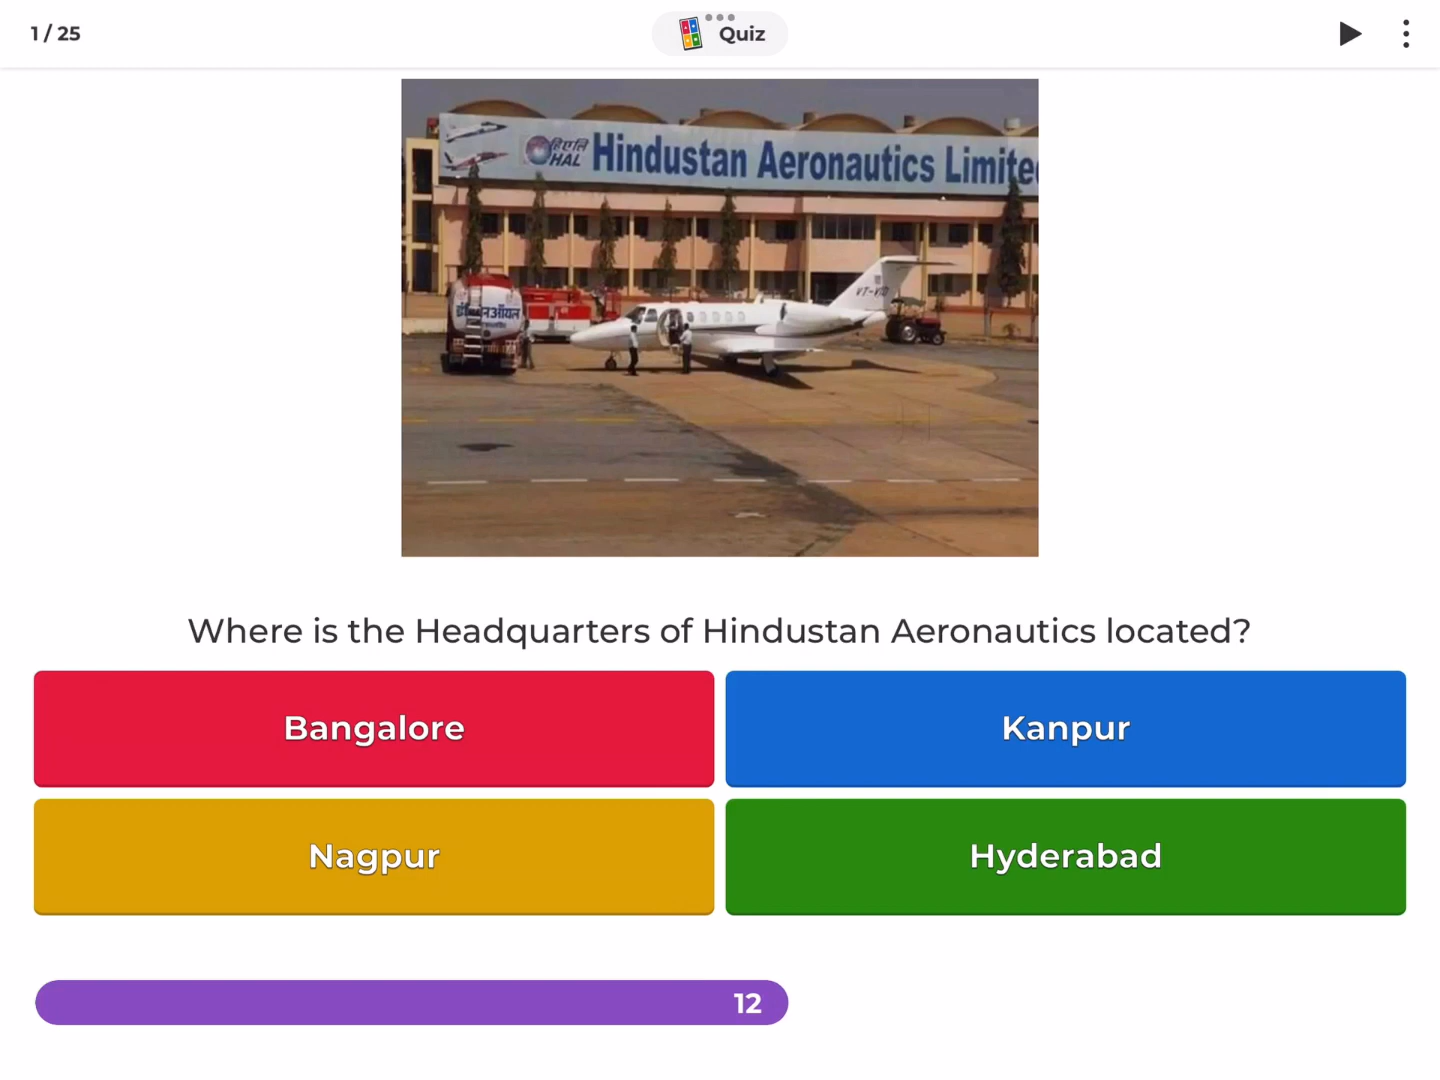 1 / 25
Quiz
हिएलि
HAL
Hindustan Aeronautics Limite
इंडियनऑयल
Where is the Headquarters of Hindustan Aeronautics located?
Bangalore
Kanpur
Nagpur
Hyderabad
12